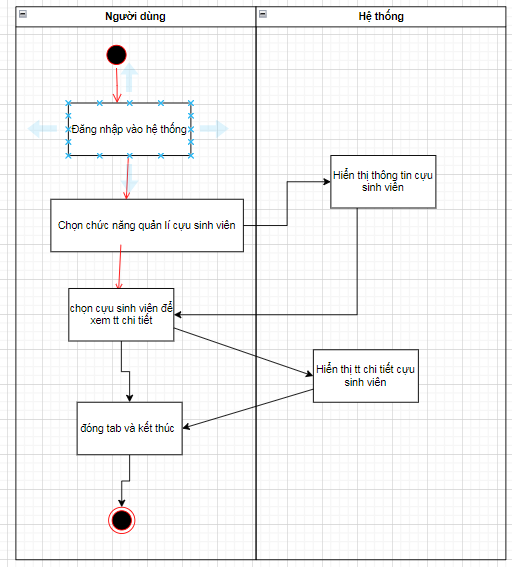 Người dùng
Hệ thống
Đăng nhập vào hệ thống
Hiển thị thông tin cựu
sinh viên
Chọn chức năng quản lí cựu sinh viên
chọn cựu sinh viên để
xem tt chi tiết
Hiển thị tt chi tiết cựu
sinh viên
đóng tab và kết thúc